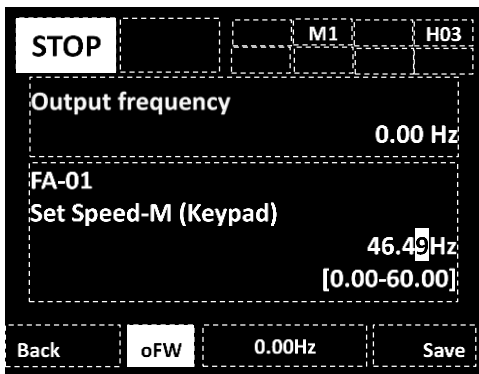 STOP M1 H03
Output frequency
0.00 Hz
FA-01
Set Speed-M (Keypad)
46.49Hz
[0.00-60.00]
Back oFW 0.00Hz Save